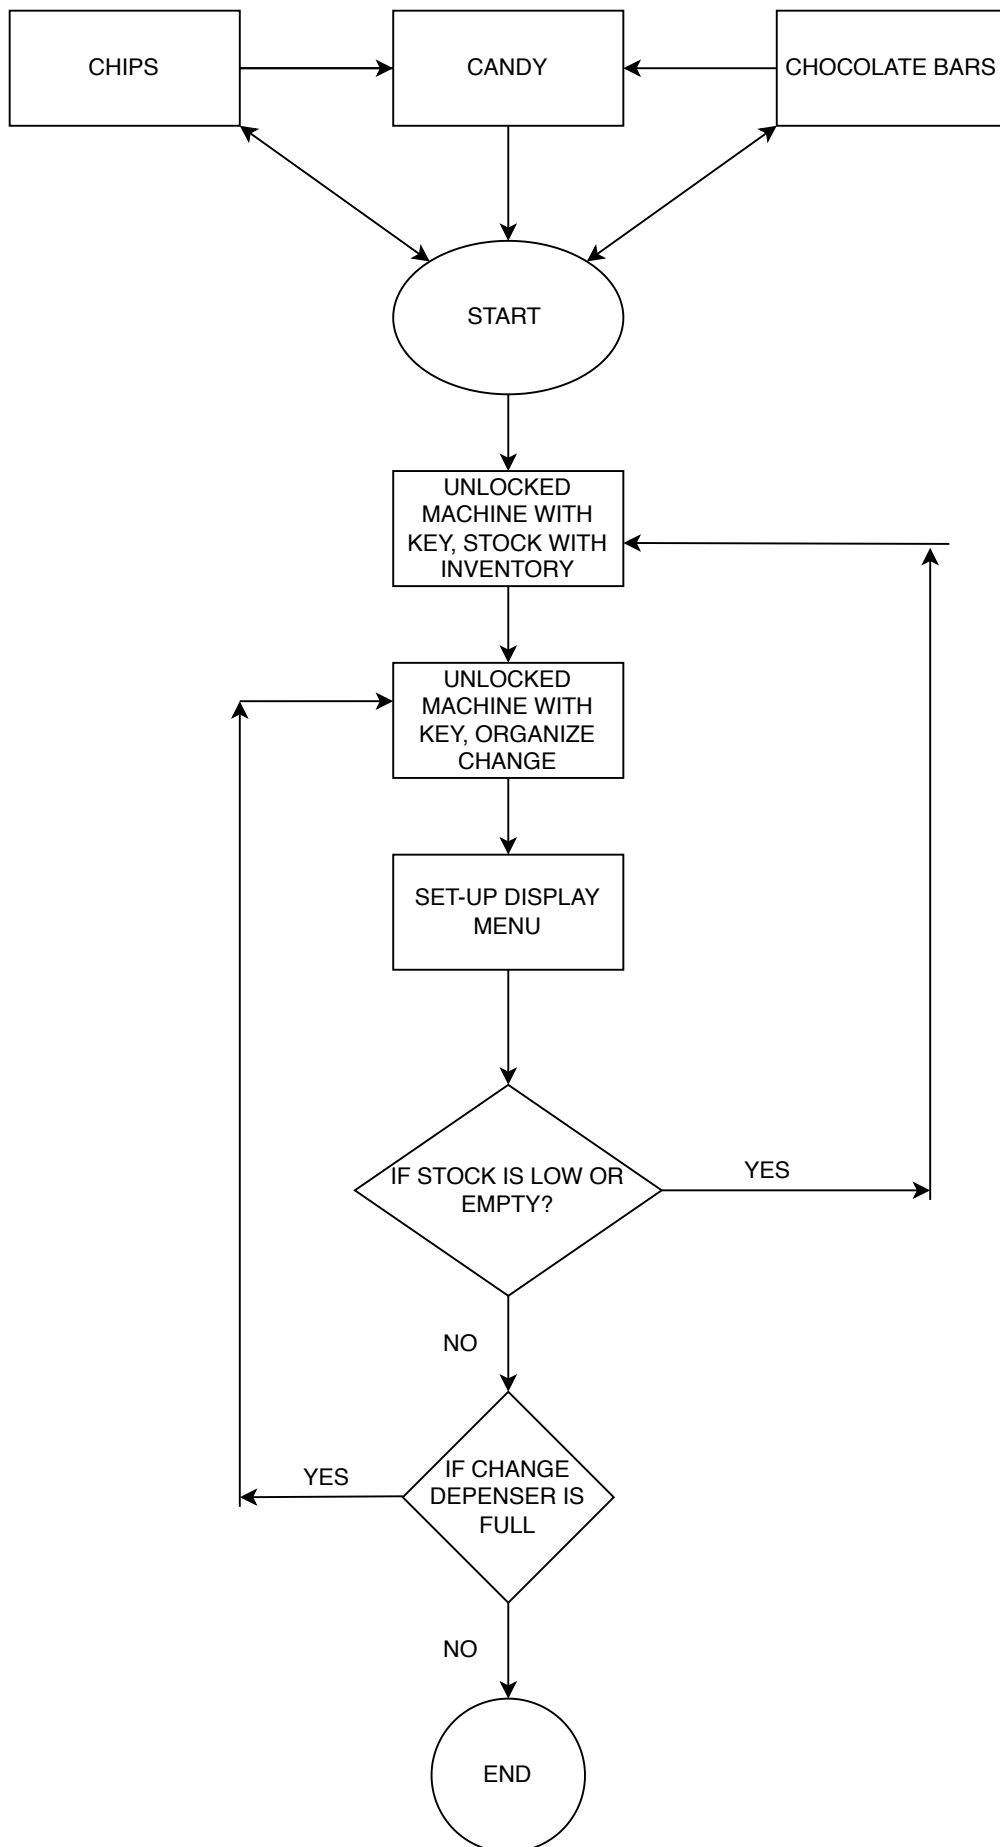 CHIPS
CANDY
CHOCOLATE BARS
START
UNLOCKED
MACHINE WITH
KEY, STOCK WITH
INVENTORY
UNLOCKED
MACHINE WITH
KEY, ORGANIZE
CHANGE
SET-UP DISPLAY
MENU
IF STOCK IS LOW OR
EMPTY?
YES
NO
IF CHANGE
DEPENSER IS
FULL
YES
NO
END